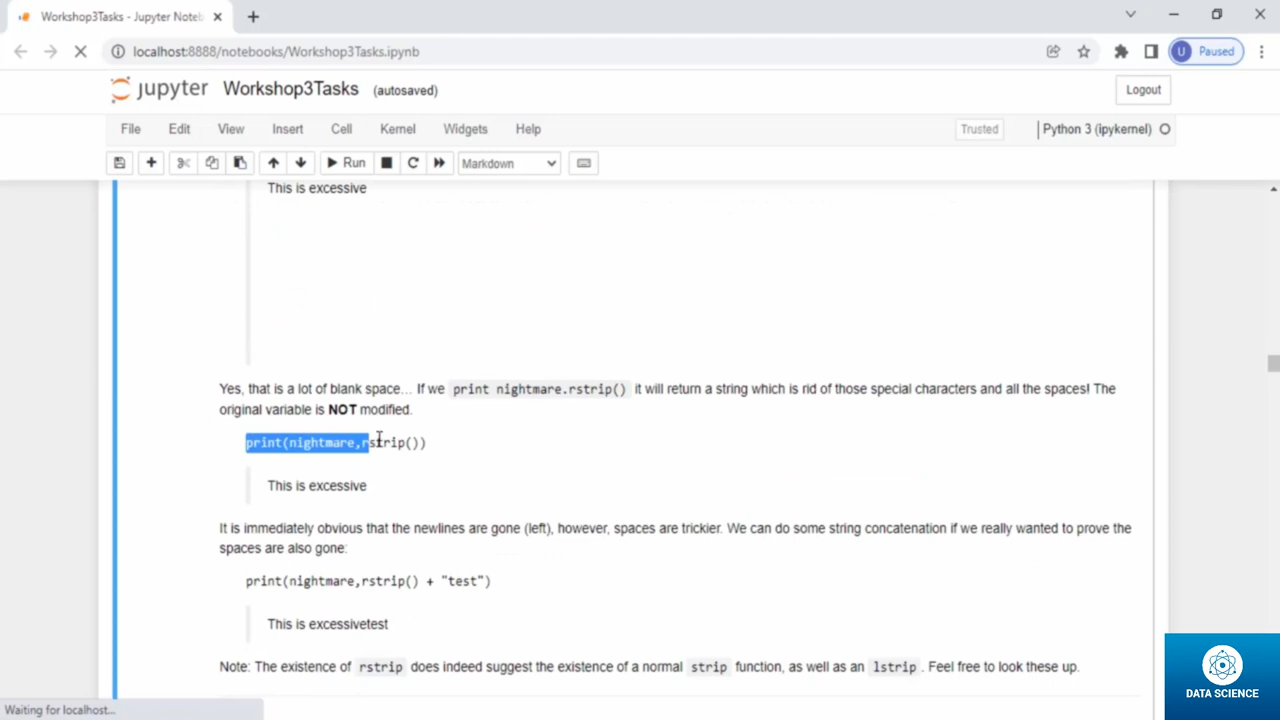 Workshop3Tasks - Jupyter Noteb
localhost:8888/notebooks/Workshop3Tasks.ipynb
U Paused
jupyter Workshop3Tasks (autosaved)
Logout
File Edit View Insert Cell Kernel Widgets Help
Trusted
Python 3 (ipykernel)
Run
Markdown
This is excessive
Yes, that is a lot of blank space... If we print nightmare.rstrip() it will return a string which is rid of those special characters and all the spaces! The
original variable is NOT modified.
print(nightmare,rstrip())
This is excessive
It is immediately obvious that the newlines are gone (left), however, spaces are trickier. We can do some string concatenation if we really wanted to prove the
spaces are also gone:
print(nightmare,rstrip() + "test")
This is excessivetest
Note: The existence of rstrip does indeed suggest the existence of a normal strip function, as well as an lstrip. Feel free to look these up.
Waiting for localhost...
DATA SCIENCE